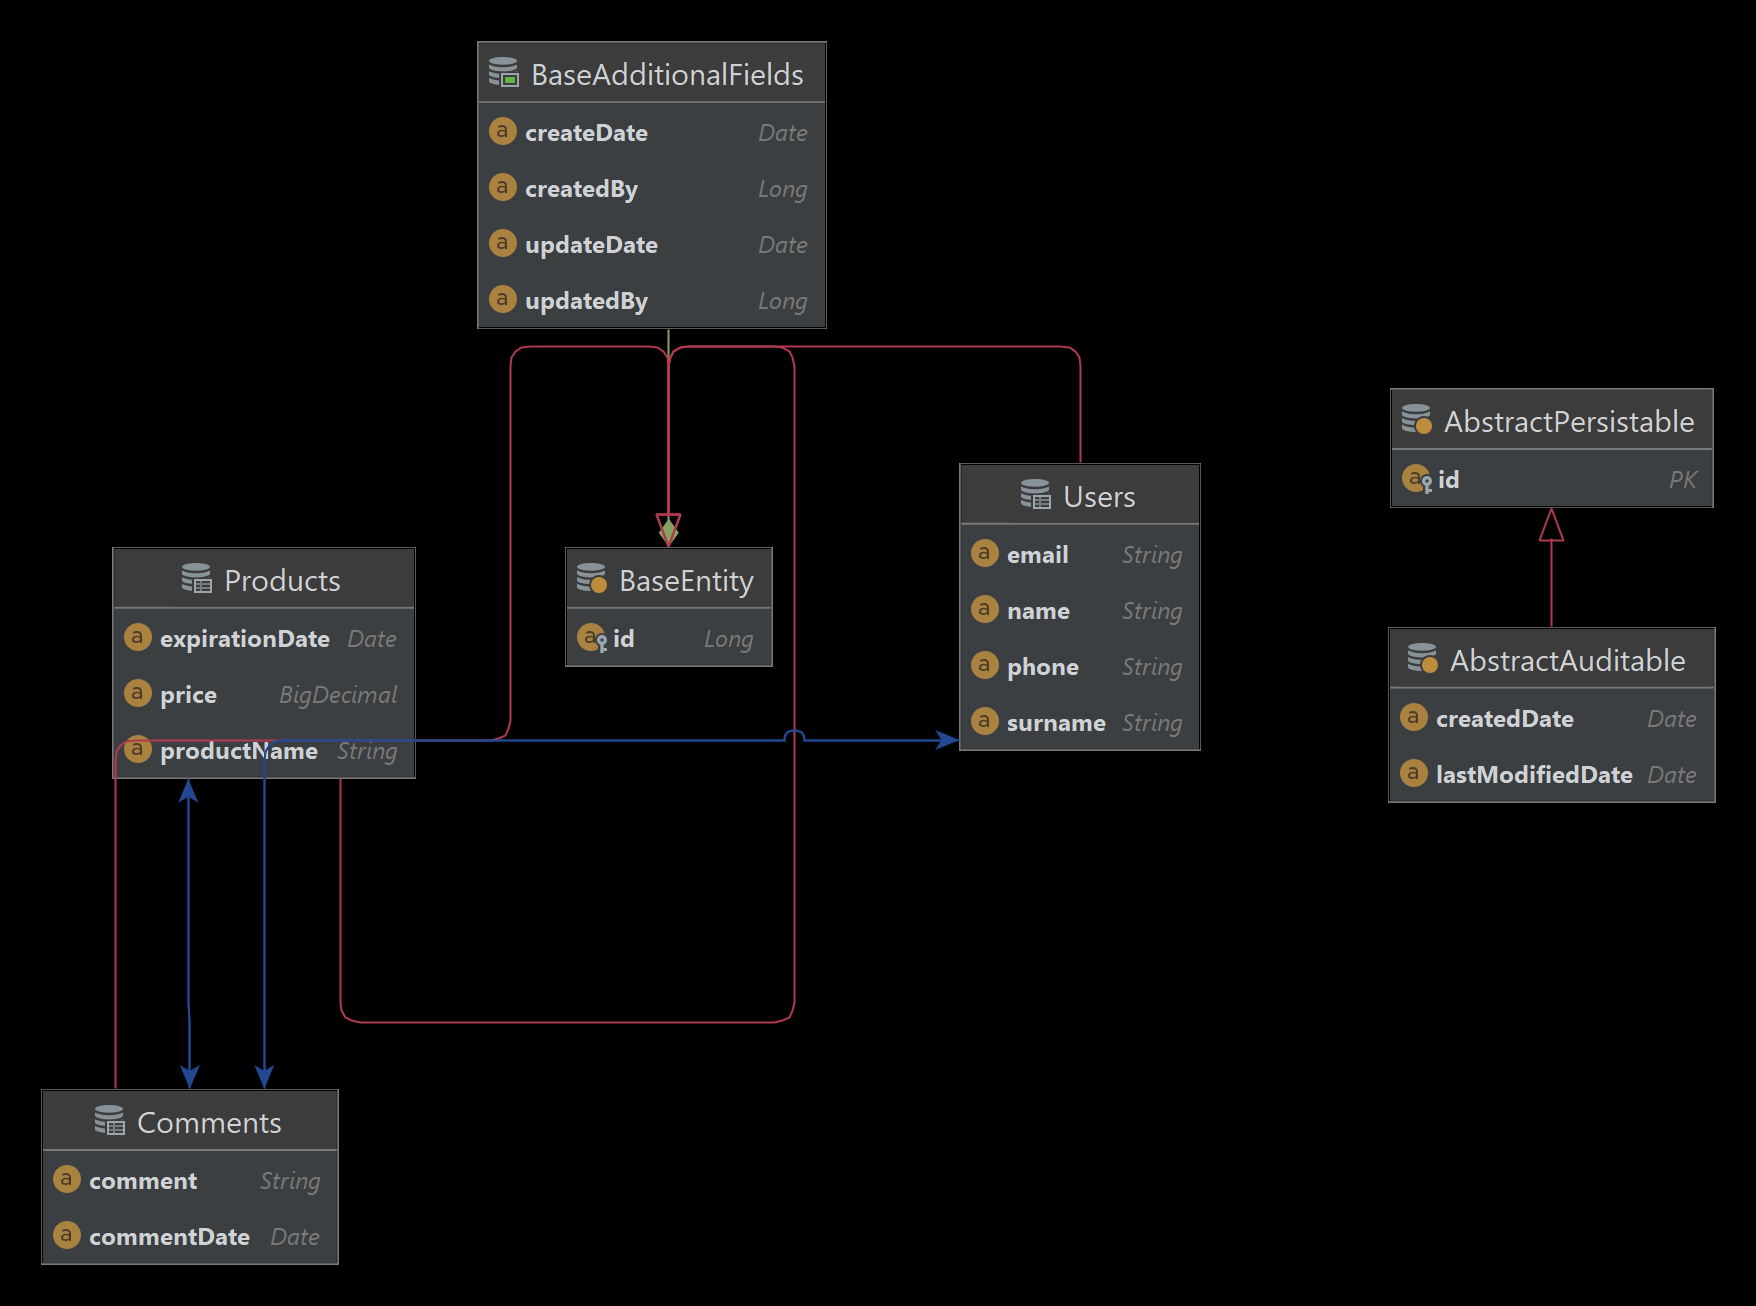 BaseAdditionalFields
createDate Date
createdBy Long
updateDate Date
updatedBy Long
AbstractPersistable
id PK
Users
email String
name String
phone String
surname String
Products
expirationDate Date
price BigDecimal
productName String
BaseEntity
id Long
AbstractAuditable
createdDate Date
lastModifiedDate Date
Comments
comment String
commentDate Date